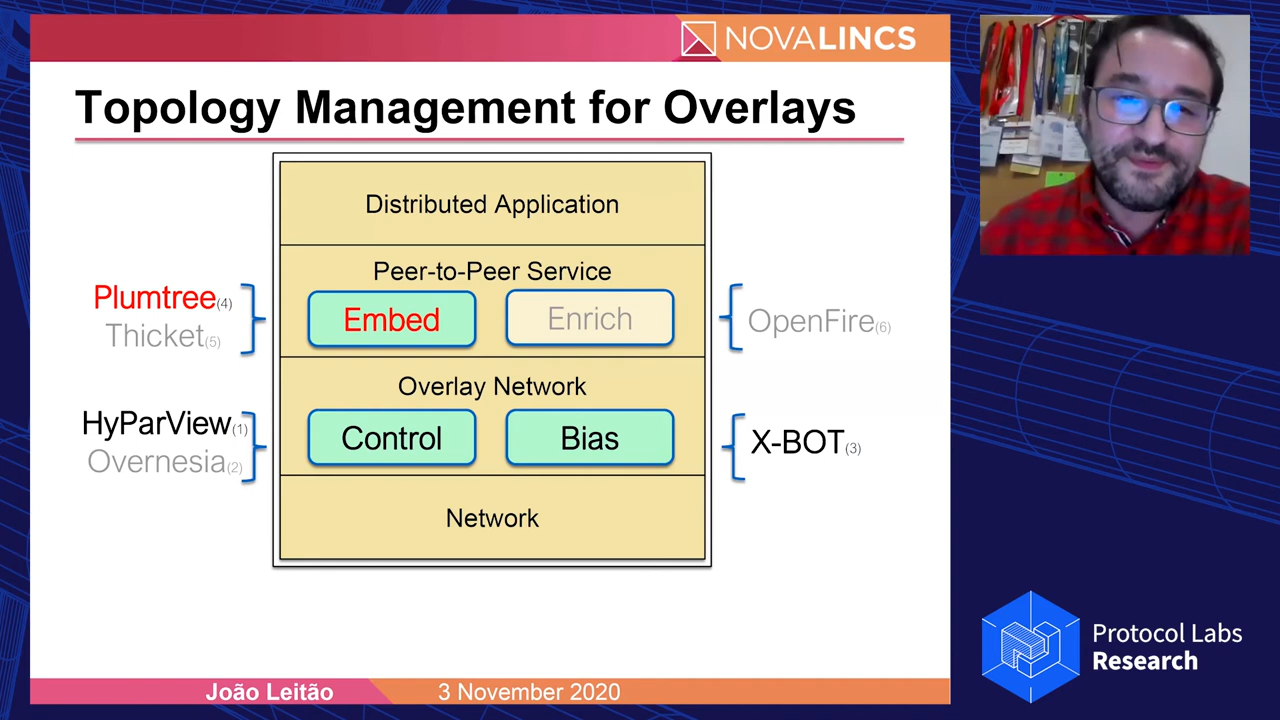 NOVALINCS
Topology Management for Overlays
Distributed Application
Peer-to-Peer Service
Plumtree(4)
Thicket(5)
Embed
Enrich
OpenFire(6)
Overlay Network
HyParView(1)
Overnesia(2)
Control
Bias
X-BOT(3)
Network
João Leitão
3 November 2020
Protocol Labs
Research